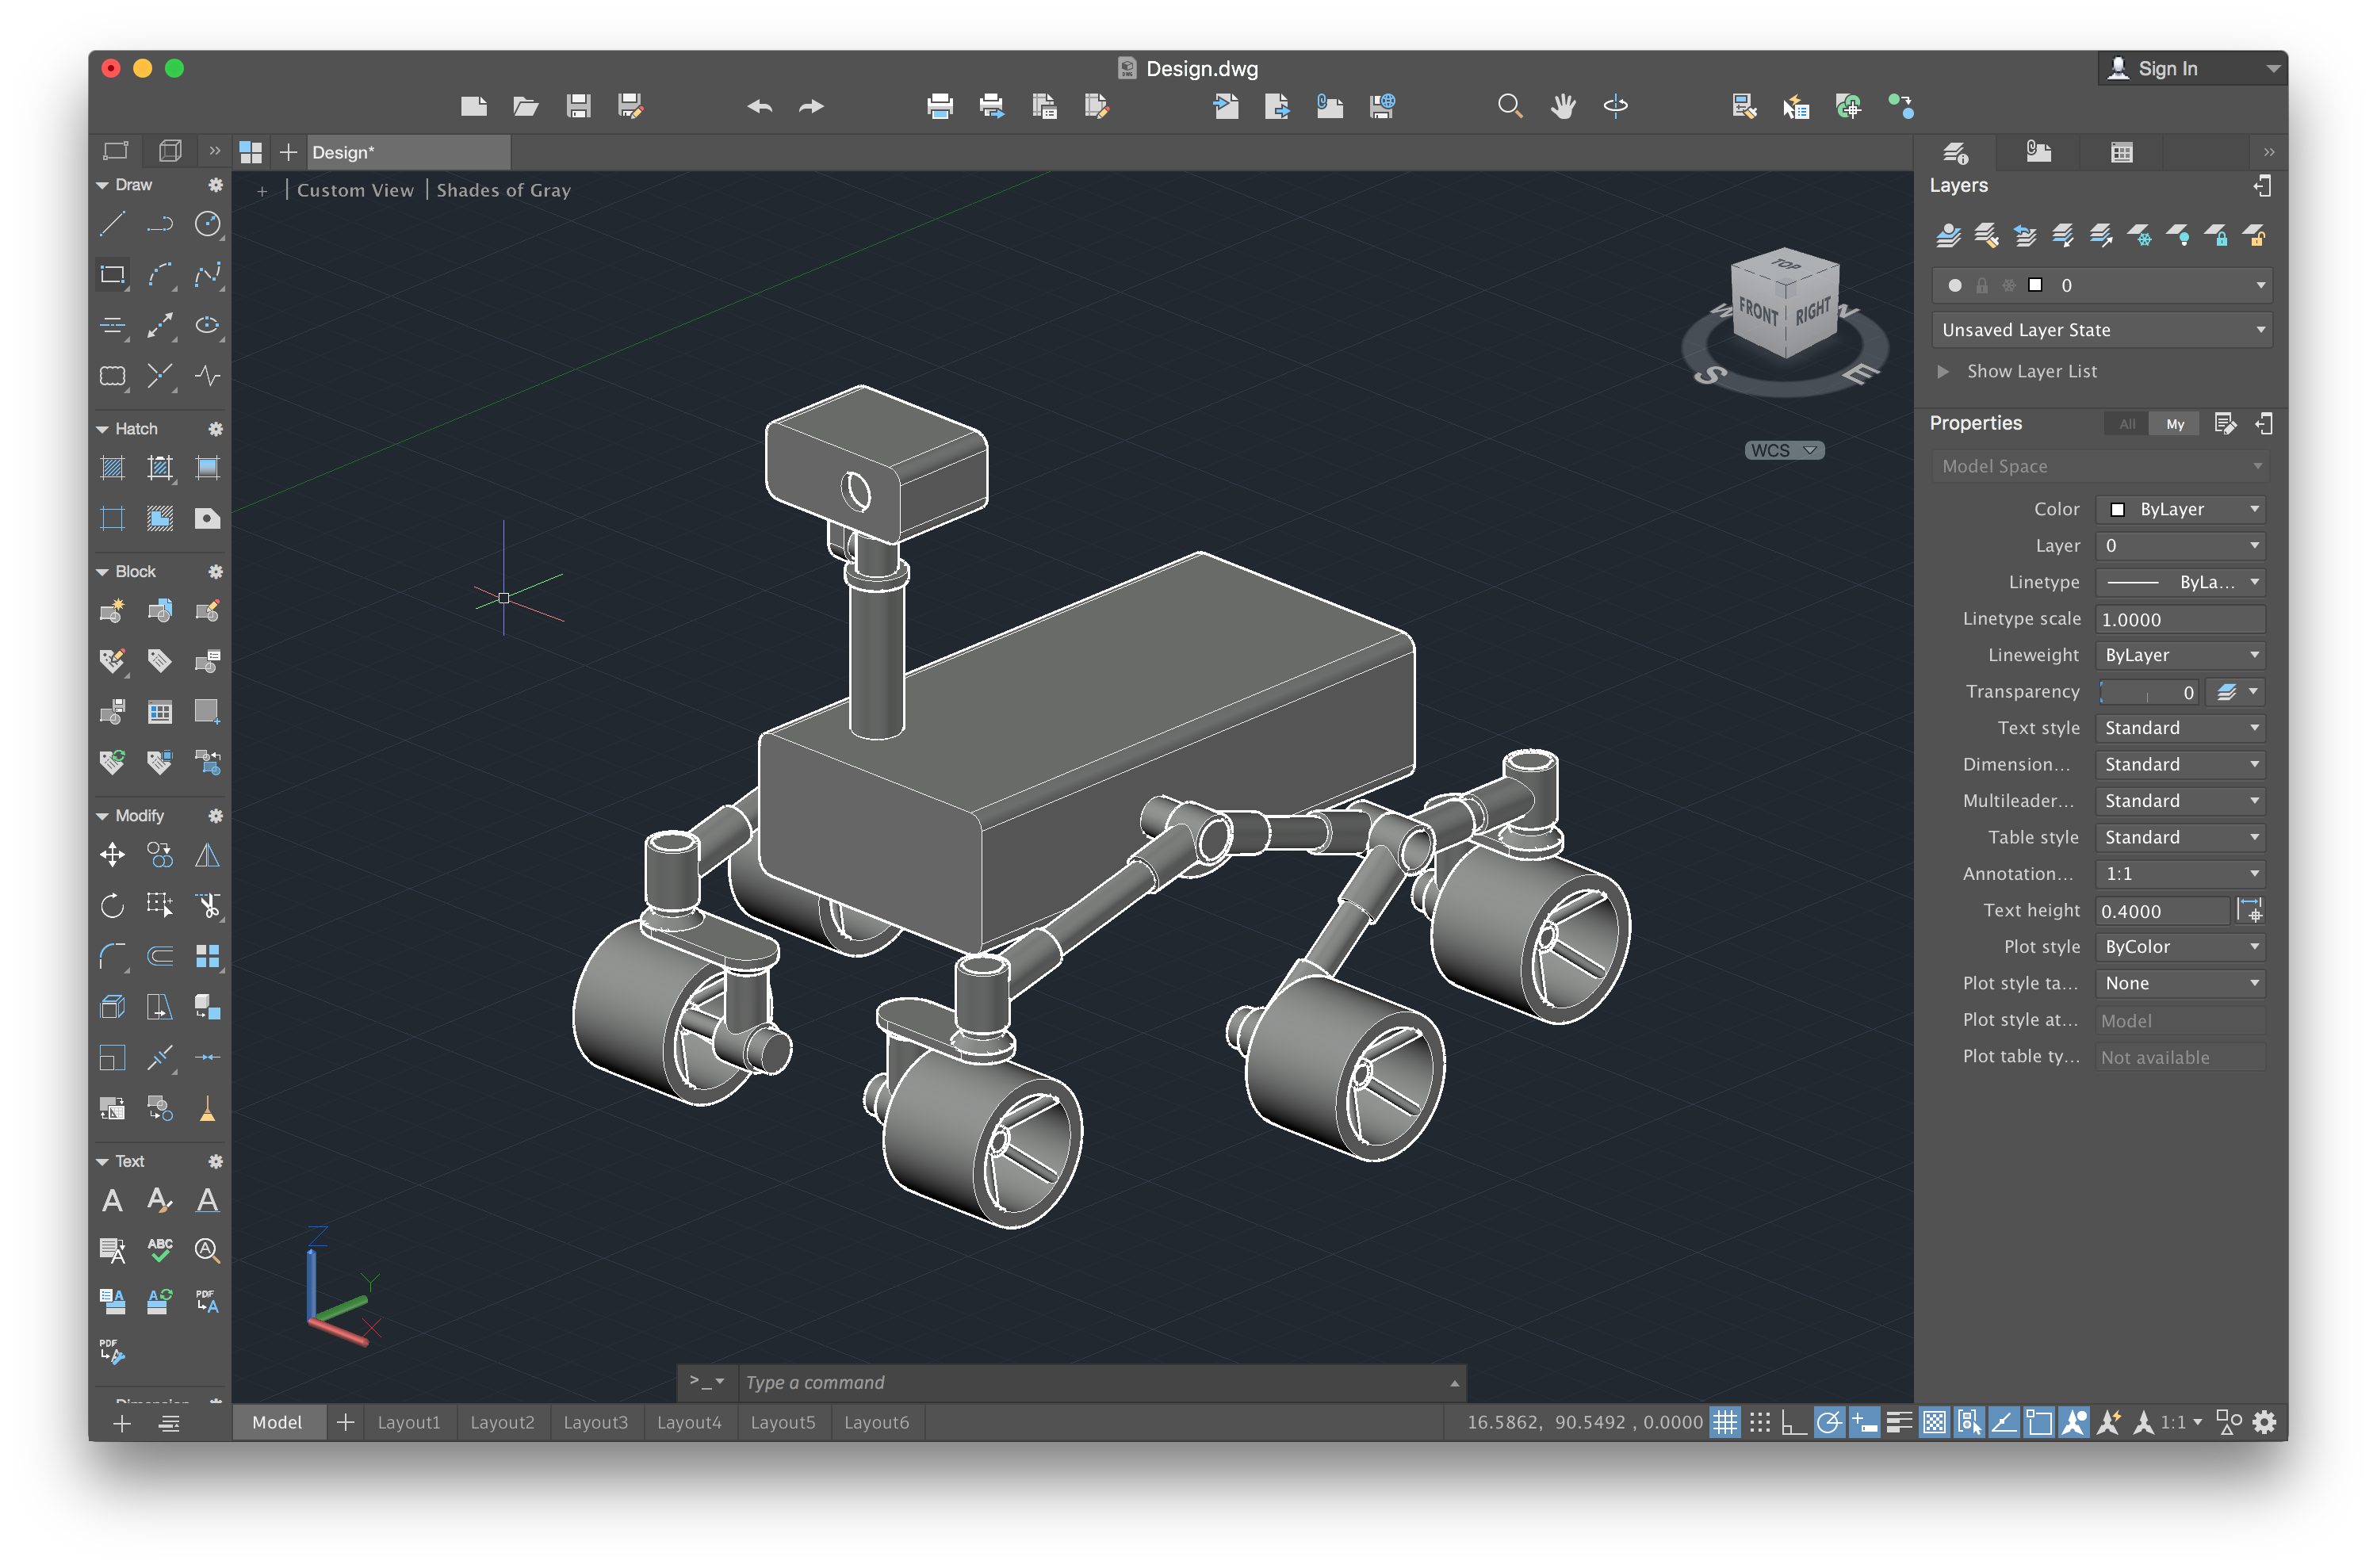 Design.dwg
Sign In
Design*
+ | Custom View | Shades of Gray
Draw
Hatch
Block
Modify
Text
ABC
PDF
PDF
TOP
FRONT
RIGHT
W
N
S
E
WCS
Z
Y
X
Layers
0
Unsaved Layer State
Show Layer List
Properties
All
My
Model Space
Color ByLayer
Layer 0
Linetype ByLa...
Linetype scale 1.0000
Lineweight ByLayer
Transparency 0
Text style Standard
Dimension... Standard
Multileader... Standard
Table style Standard
Annotation... 1:1
Text height 0.4000
Plot style ByColor
Plot style ta... None
Plot style at... Model
Plot table ty... Not available
>_ Type a command
Model
Layout1
Layout2
Layout3
Layout4
Layout5
Layout6
16.5862, 90.5492 , 0.0000
1:1